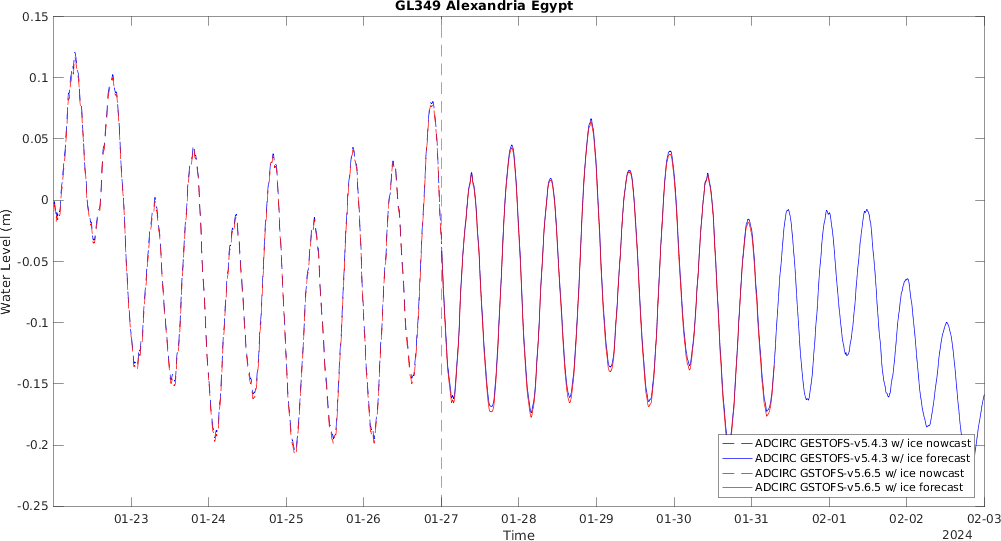 GL349 Alexandria Egypt
0.15
0.1
0.05
0
-0.05
-0.1
-0.15
-0.2
-0.25
Water Level (m)
01-23 01-24 01-25 01-26 01-27 01-28 01-29 01-30 01-31 02-01 02-02 02-03
Time
2024
ADCIRC GESTOFS-v5.4.3 w/ ice nowcast
ADCIRC GESTOFS-v5.4.3 w/ ice forecast
ADCIRC GSTOFS-v5.6.5 w/ ice nowcast
ADCIRC GSTOFS-v5.6.5 w/ ice forecast